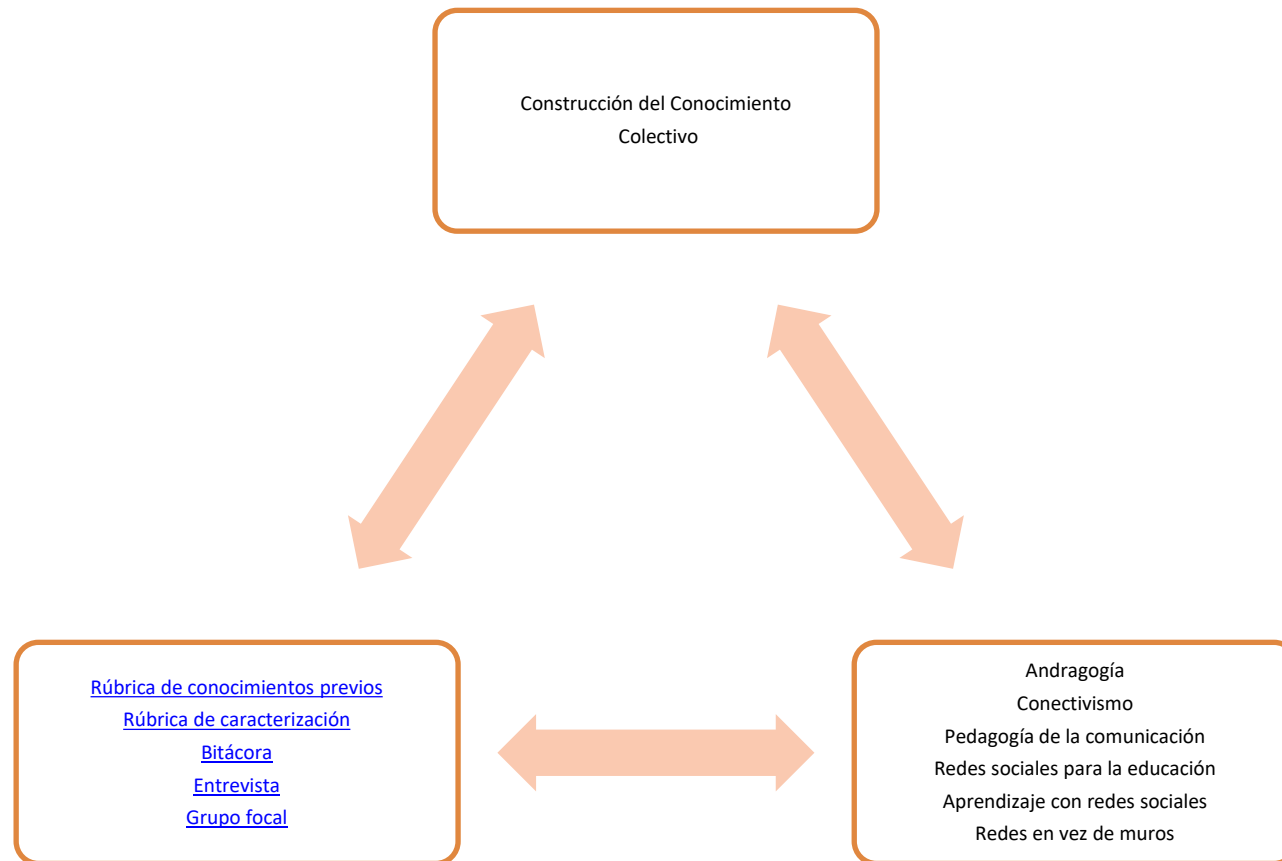 Construcción del Conocimiento
Colectivo
Rúbrica de conocimientos previos
Rúbrica de caracterización
Bitácora
Entrevista
Grupo focal
Andragogía
Conectivismo
Pedagogía de la comunicación
Redes sociales para la educación
Aprendizaje con redes sociales
Redes en vez de muros